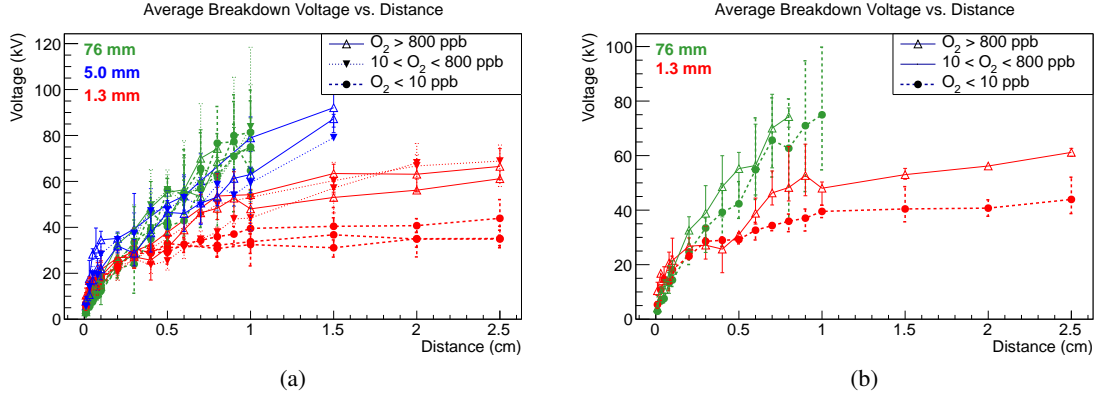 Average Breakdown Voltage vs. Distance
Voltage (kV)
120
100
80
60
40
20
0
76 mm
5.0 mm
1.3 mm
O₂ > 800 ppb
10 < O₂ < 800 ppb
O₂ < 10 ppb
0 0.5 1 1.5 2 2.5
Distance (cm)
(a)
Average Breakdown Voltage vs. Distance
Voltage (kV)
100
80
60
40
20
0
76 mm
1.3 mm
O₂ > 800 ppb
10 < O₂ < 800 ppb
O₂ < 10 ppb
0 0.5 1 1.5 2 2.5
Distance (cm)
(b)